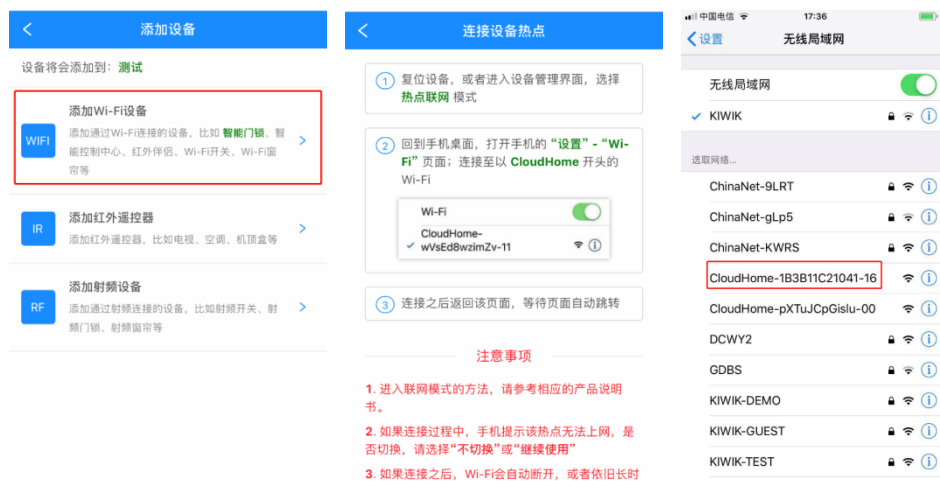 添加设备
设备将会添加到：测试
WIFI
添加Wi-Fi设备
添加通过Wi-Fi连接的设备，比如 智能门锁、智
能控制中心、红外伴侣、Wi-Fi开关、Wi-Fi窗
帘等
IR
添加红外遥控器
添加红外遥控器，比如电视、空调、机顶盒等
RF
添加射频设备
添加通过射频连接的设备，比如射频开关、射
频门锁、射频窗帘等
连接设备热点
1 复位设备，或者进入设备管理界面，选择
热点联网 模式
2 回到手机桌面，打开手机的 “设置” - “Wi-
Fi” 页面；连接至以 CloudHome 开头的
Wi-Fi
Wi-Fi
CloudHome-
wVsEd8wzimZv-11
3 连接之后返回该页面，等待页面自动跳转
注意事项
1. 进入联网模式的方法，请参考相应的产品说明
书。
2. 如果连接过程中，手机提示该热点无法上网，是
否切换，请选择“不切换”或“继续使用”
3. 如果连接之后，Wi-Fi会自动断开，或者依旧长时
中国电信 17:36
设置 无线局域网
无线局域网
KIWIK
选取网络...
ChinaNet-9LRT
ChinaNet-gLp5
ChinaNet-KWRS
CloudHome-1B3B11C21041-16
CloudHome-pXTuJCpGislu-00
DCWY2
GDBS
KIWIK-DEMO
KIWIK-GUEST
KIWIK-TEST